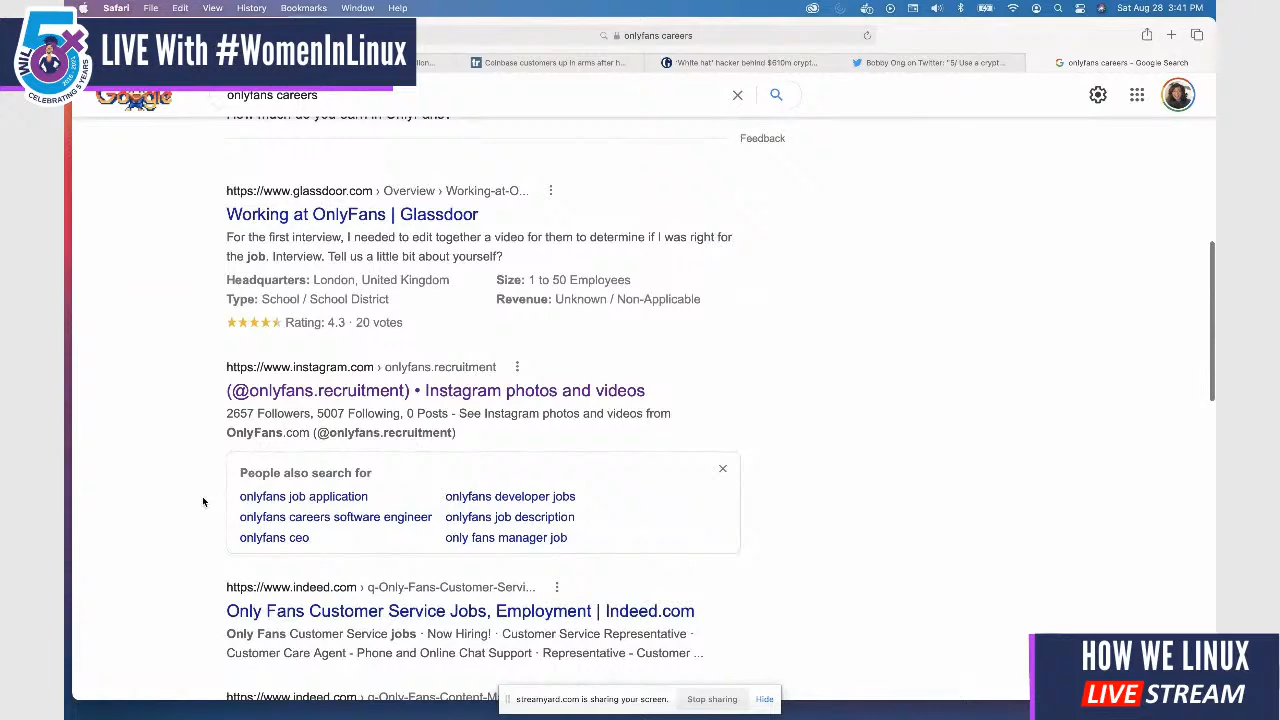 Edit View History Bookmarks Window Help Sat Aug 28 3:41 PM
5x
WIL
2016-2021
CELEBRATING 5 YEARS
LIVE With #WomenInLinux
onlyfans careers
Coinbase customers up in arms after h... 'White hat' hacker behind $610m crypto... Bobby Ong on Twitter: "5/ Use a crypt... onlyfans careers - Google Search
Google
onlyfans careers
How much do you earn in OnlyFans?
Feedback
https://www.glassdoor.com › Overview › Working-at-O...
Working at OnlyFans | Glassdoor
For the first interview, I needed to edit together a video for them to determine if I was right for
the job. Interview. Tell us a little bit about yourself?
Headquarters: London, United Kingdom Size: 1 to 50 Employees
Type: School / School District Revenue: Unknown / Non-Applicable
Rating: 4.3 · 20 votes
https://www.instagram.com › onlyfans.recruitment
(@onlyfans.recruitment) • Instagram photos and videos
2657 Followers, 5007 Following, 0 Posts - See Instagram photos and videos from
OnlyFans.com (@onlyfans.recruitment)
People also search for
onlyfans job application onlyfans developer jobs
onlyfans careers software engineer onlyfans job description
onlyfans ceo only fans manager job
https://www.indeed.com › q-Only-Fans-Customer-Servi...
Only Fans Customer Service Jobs, Employment | Indeed.com
Only Fans Customer Service jobs · Now Hiring! · Customer Service Representative ·
Customer Care Agent - Phone and Online Chat Support · Representative - Customer ...
https://www.indeed.com › q-Only-Fans-Content-M
streamyard.com is sharing your screen. Stop sharing Hide
HOW WE LINUX
LIVE STREAM